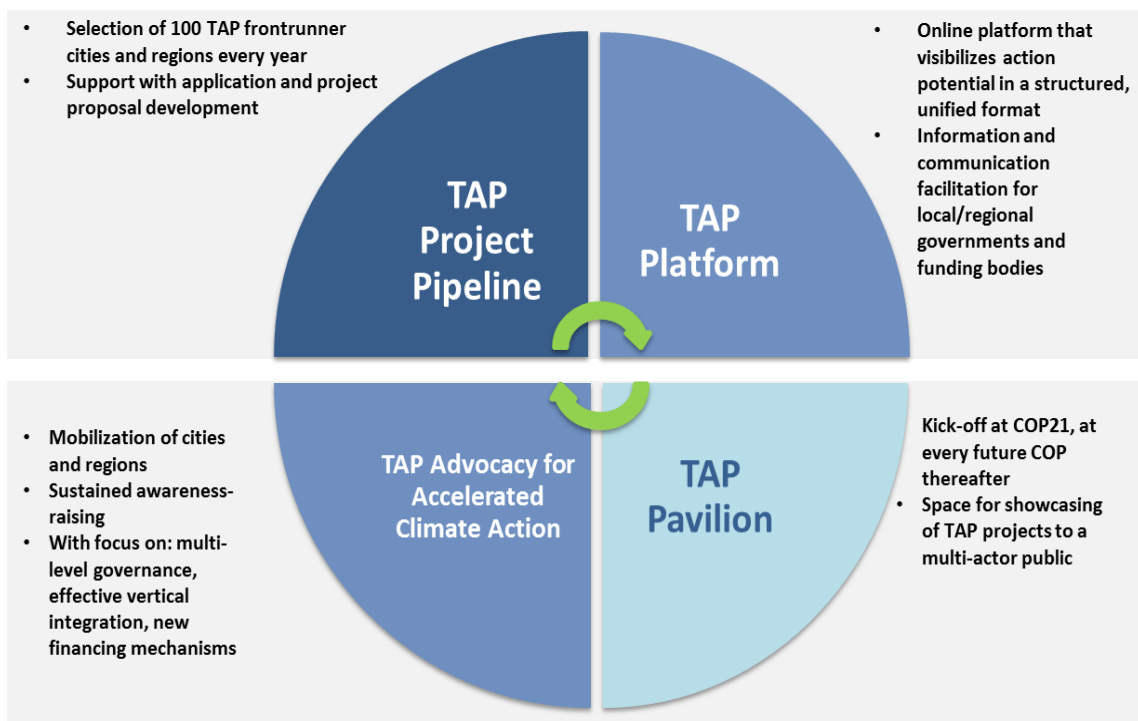 • Selection of 100 TAP frontrunner
cities and regions every year
• Support with application and project
proposal development
TAP
Project
Pipeline
TAP
Platform
• Online platform that
visibilizes action
potential in a structured,
unified format
• Information and
communication
facilitation for
local/regional
governments and
funding bodies
• Mobilization of cities
and regions
• Sustained awareness-
raising
• With focus on: multi-
level governance,
effective vertical
integration, new
financing mechanisms
TAP Advocacy for
Accelerated
Climate Action
TAP
Pavilion
Kick-off at COP21, at
every future COP
thereafter
• Space for showcasing
of TAP projects to a
multi-actor public